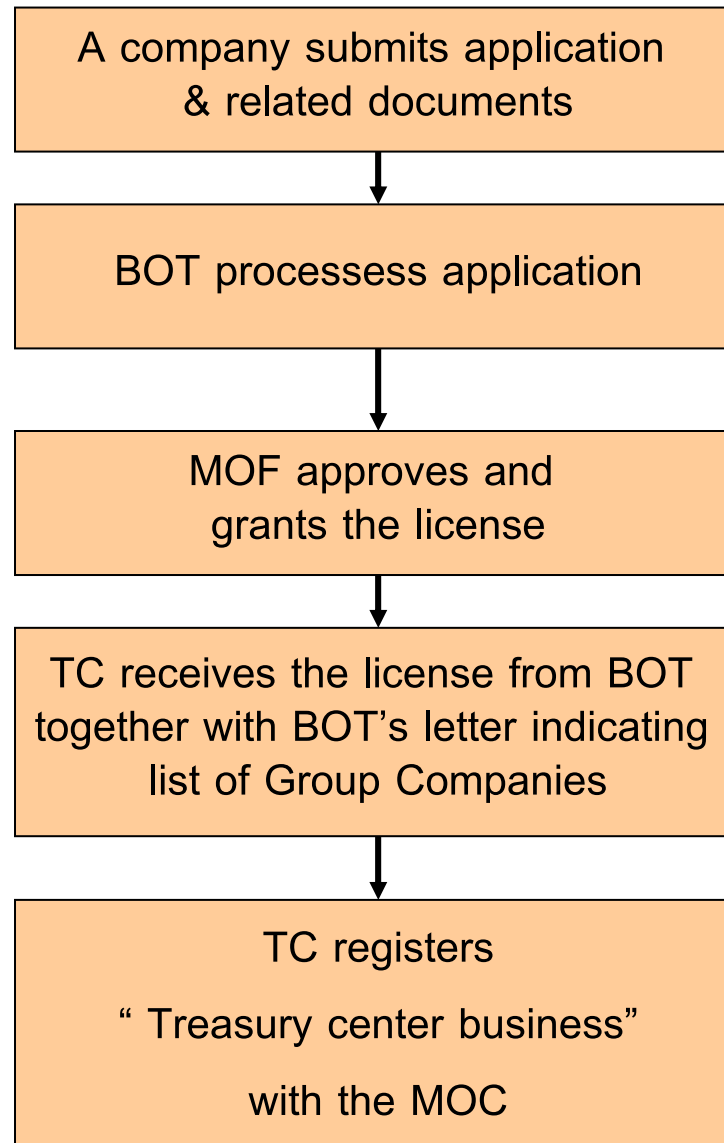 A company submits application
& related documents
BOT processess application
MOF approves and
grants the license
TC receives the license from BOT
together with BOT’s letter indicating
list of Group Companies
TC registers
“ Treasury center business”
with the MOC